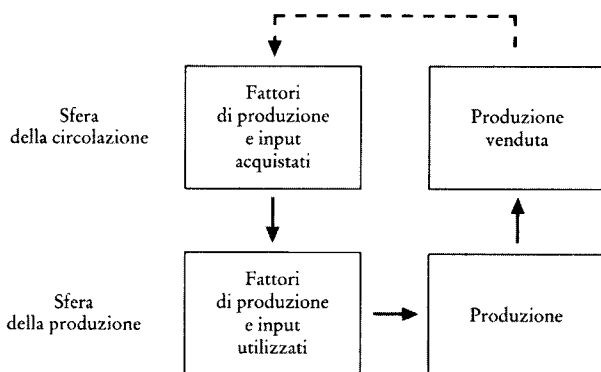 Sfera
della circolazione
Fattori
di produzione
e input
acquistati
Produzione
venduta
Sfera
della produzione
Fattori
di produzione
e input
utilizzati
Produzione